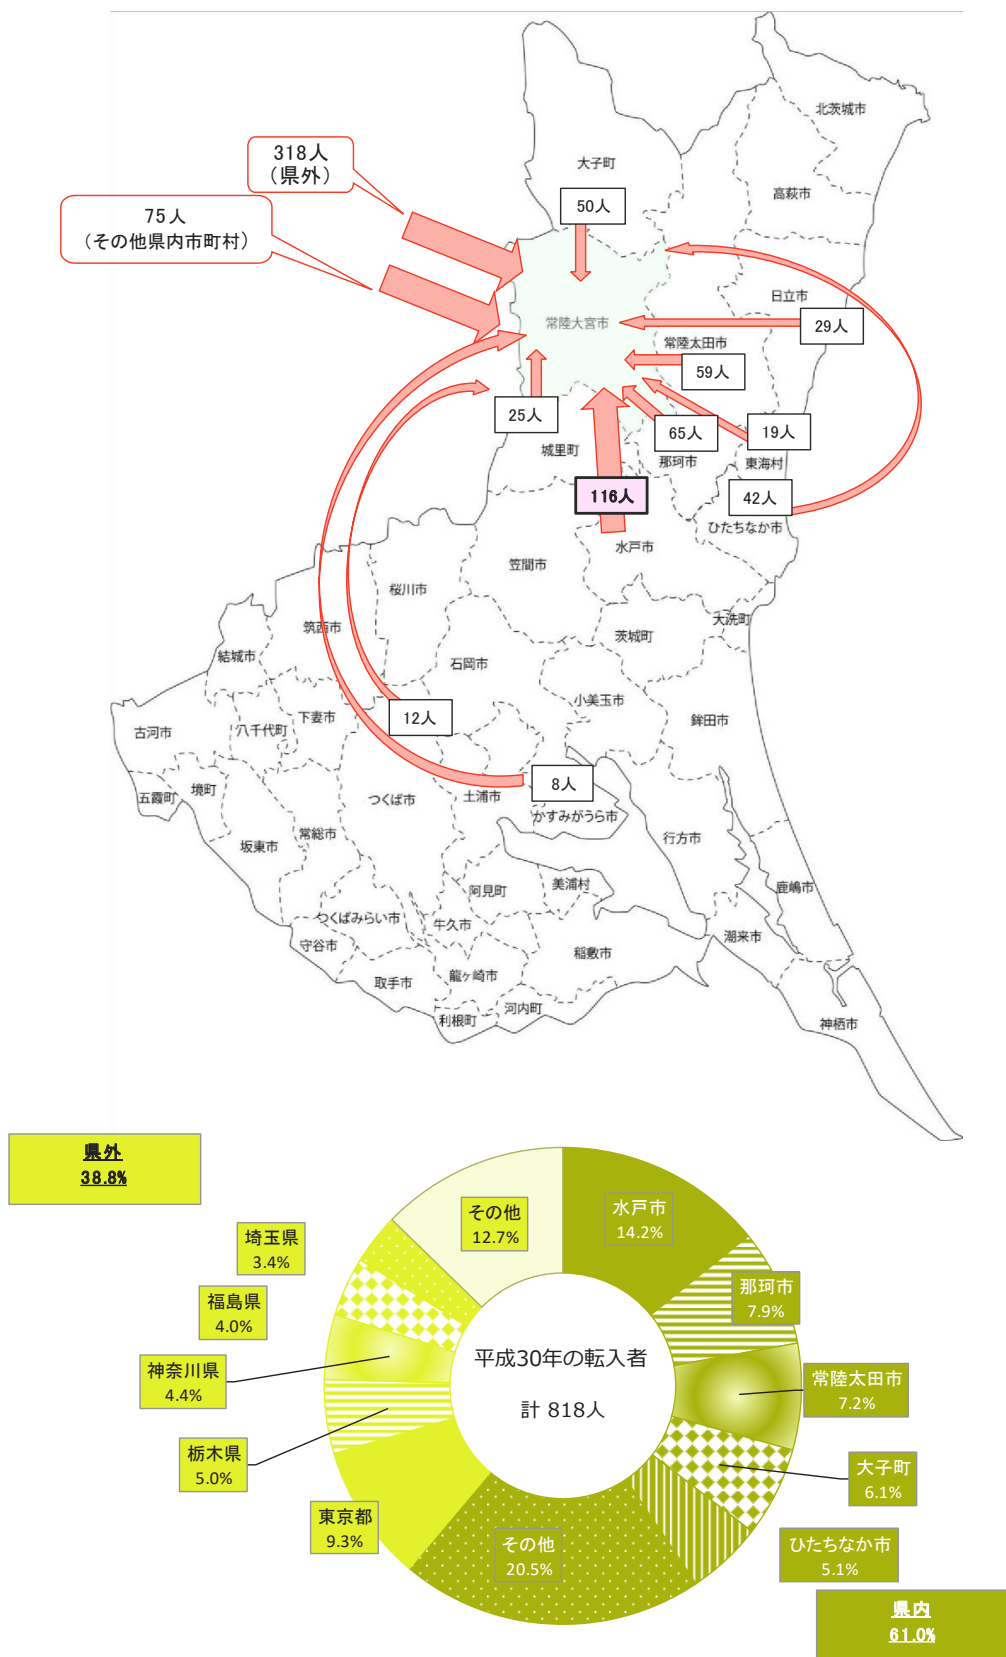 北茨城市
大子町
高萩市
318人
（県外）
50人
75人
（その他県内市町村）
日立市
常陸大宮市
29人
常陸太田市
59人
25人
65人
19人
城里町
那珂市
東海村
116人
42人
ひたちなか市
水戸市
笠間市
桜川市
大洗町
筑西市
茨城町
結城市
石岡市
小美玉市
12人
下妻市
鉾田市
古河市
八千代町
8人
境町
五霞町
つくば市
土浦市
かすみがうら市
常総市
行方市
坂東市
阿見町
美浦村
鹿嶋市
つくばみらい市
牛久市
潮来市
守谷市
稲敷市
取手市
龍ヶ崎市
河内町
利根町
神栖市
県外
38.8%
その他
12.7%
水戸市
14.2%
埼玉県
3.4%
那珂市
7.9%
福島県
4.0%
平成30年の転入者
計 818人
神奈川県
4.4%
常陸太田市
7.2%
栃木県
5.0%
大子町
6.1%
東京都
9.3%
その他
20.5%
ひたちなか市
5.1%
県内
61.0%